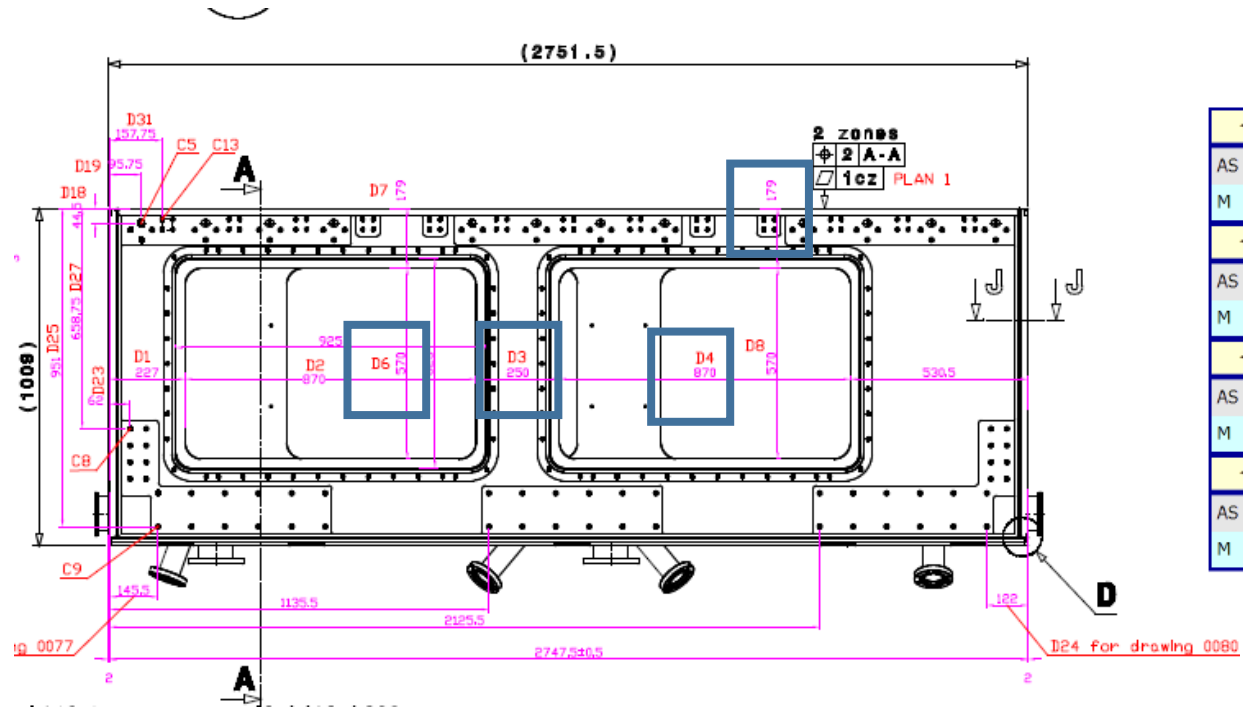 (2751.5)
D31
157,75
C5 C13
2 zones
2 A-A
1cz PLAN 1
D19 95,75
A
D18
D7 179
179
44,5
AS
M
AS
M
AS
M
AS
M
J J
D27
658,75
D25
951
(1008)
925
D1
227
D2
870
D6
570
D3
250
D4
870
D8
570
530.5
D23
C8
C9
145,5
1135.5
2125.5
122
D
ng 0077
2747,5±0,5
D24 for drawing 0080
2
2
A